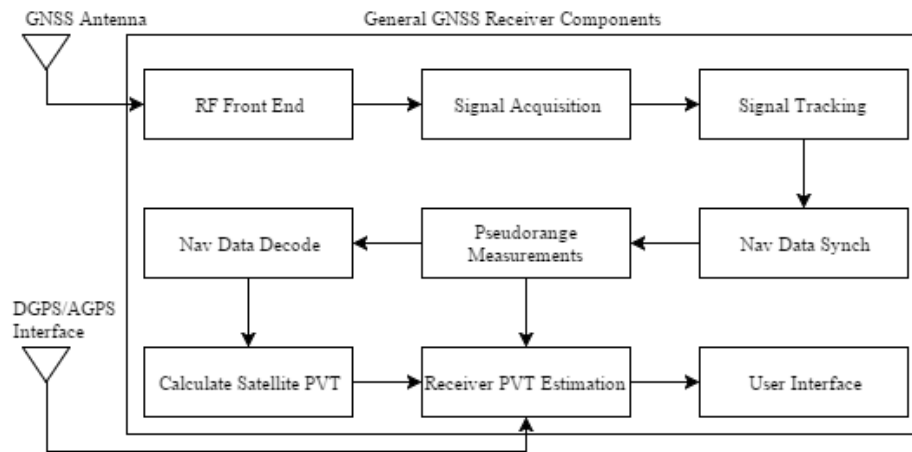 GNSS Antenna
General GNSS Receiver Components
RF Front End
Signal Acquisition
Signal Tracking
Nav Data Decode
Pseudorange
Measurements
Nav Data Synch
DGPS/AGPS
Interface
Calculate Satellite PVT
Receiver PVT Estimation
User Interface